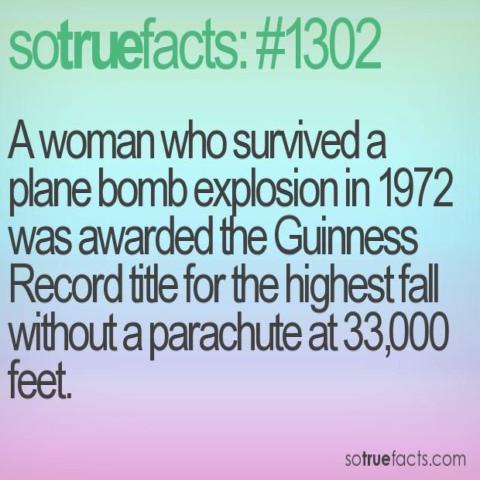 sotruefacts: #1302
A woman who survived a
plane bomb explosion in 1972
was awarded the Guinness
Record title for the highest fall
without a parachute at 33,000
feet.
sotruefacts.com